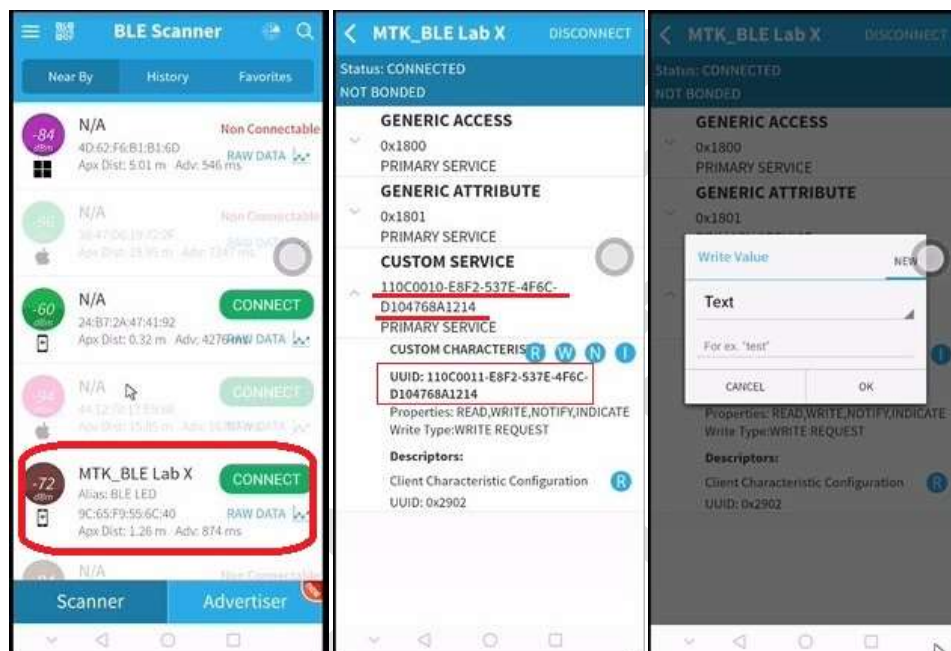 BLE Scanner
Near By History Favorites
-84
dBm
N/A
Non Connectable
4D:62:F6:B1:B1:6D
RAW DATA
Apx Dist: 5.01 m Adv: 546 ms
N/A
Non Connectable
-60
dBm
N/A
CONNECT
24:B7:2A:47:41:92
Apx Dist: 0.32 m Adv: 4276 ms
RAW DATA
-94
N/A
CONNECT
-72
dBm
MTK_BLE Lab X
CONNECT
Alias: BLE LED
9C:65:F9:55:6C:40
RAW DATA
Apx Dist: 1.26 m Adv: 874 ms
N/A
Scanner Advertiser
MTK_BLE Lab X DISCONNECT
Status: CONNECTED
NOT BONDED
GENERIC ACCESS
0x1800
PRIMARY SERVICE
GENERIC ATTRIBUTE
0x1801
PRIMARY SERVICE
CUSTOM SERVICE
110C0010-E8F2-537E-4F6C-
D104768A1214
PRIMARY SERVICE
CUSTOM CHARACTERIS R W N I
UUID: 110C0011-E8F2-537E-4F6C-
D104768A1214
Properties: READ,WRITE,NOTIFY,INDICATE
Write Type:WRITE REQUEST
Descriptors:
Client Characteristic Configuration R
UUID: 0x2902
MTK_BLE Lab X DISCONNECT
Status: CONNECTED
NOT BONDED
GENERIC ACCESS
0x1800
PRIMARY SERVICE
GENERIC ATTRIBUTE
0x1801
Write Value NEW
Text
For ex. "test"
CANCEL OK
Properties: READ,WRITE,NOTIFY,INDICATE
Write Type:WRITE REQUEST
Descriptors:
Client Characteristic Configuration R
UUID: 0x2902